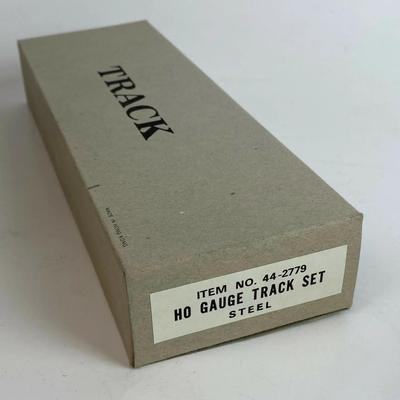 TRACK
ITEM NO. 44-2779
HO GAUGE TRACK SET
STEEL